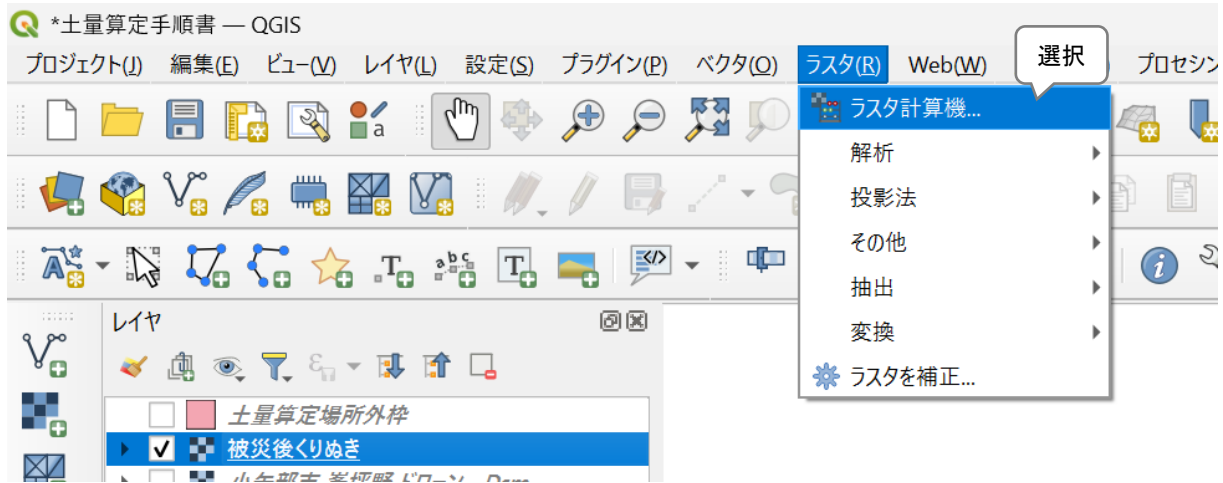 *土量算定手順書 — QGIS
プロジェクト(J) 編集(E) ビュー(V) レイヤ(L) 設定(S) プラグイン(P) ベクタ(O) ラスタ(R) Web(W) プロセシン
選択
ラスタ計算機...
解析
投影法
その他
抽出
変換
ラスタを補正...
レイヤ
土量算定場所外枠
被災後くりぬき